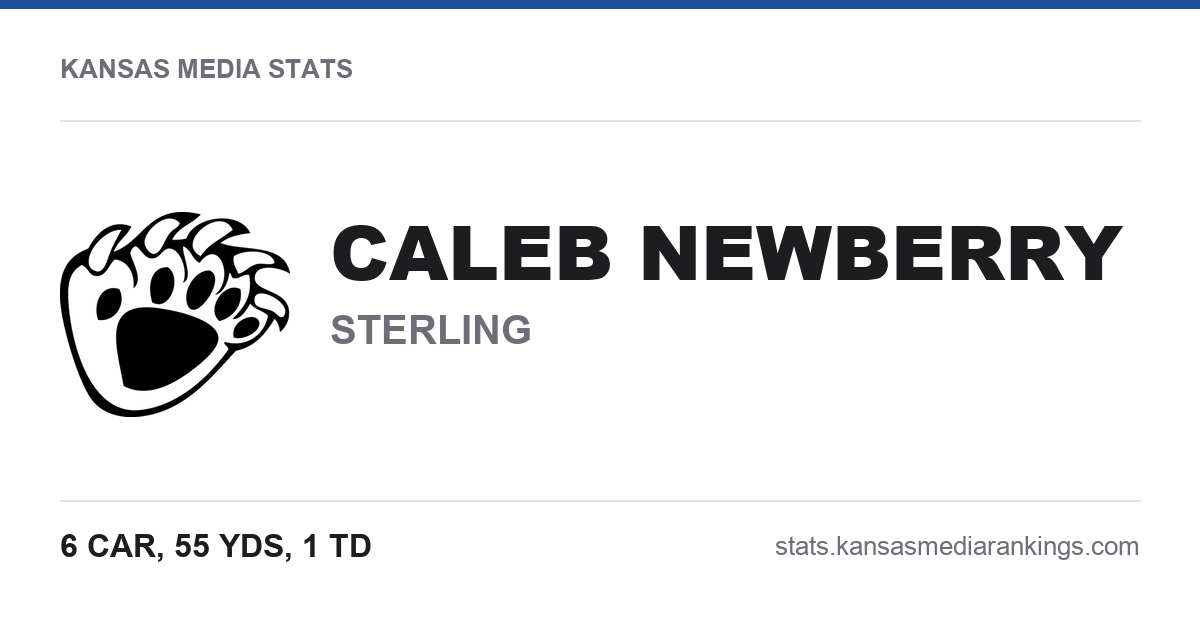 KANSAS MEDIA STATS
CALEB NEWBERRY
STERLING
6 CAR, 55 YDS, 1 TD
stats.kansasmediarankings.com